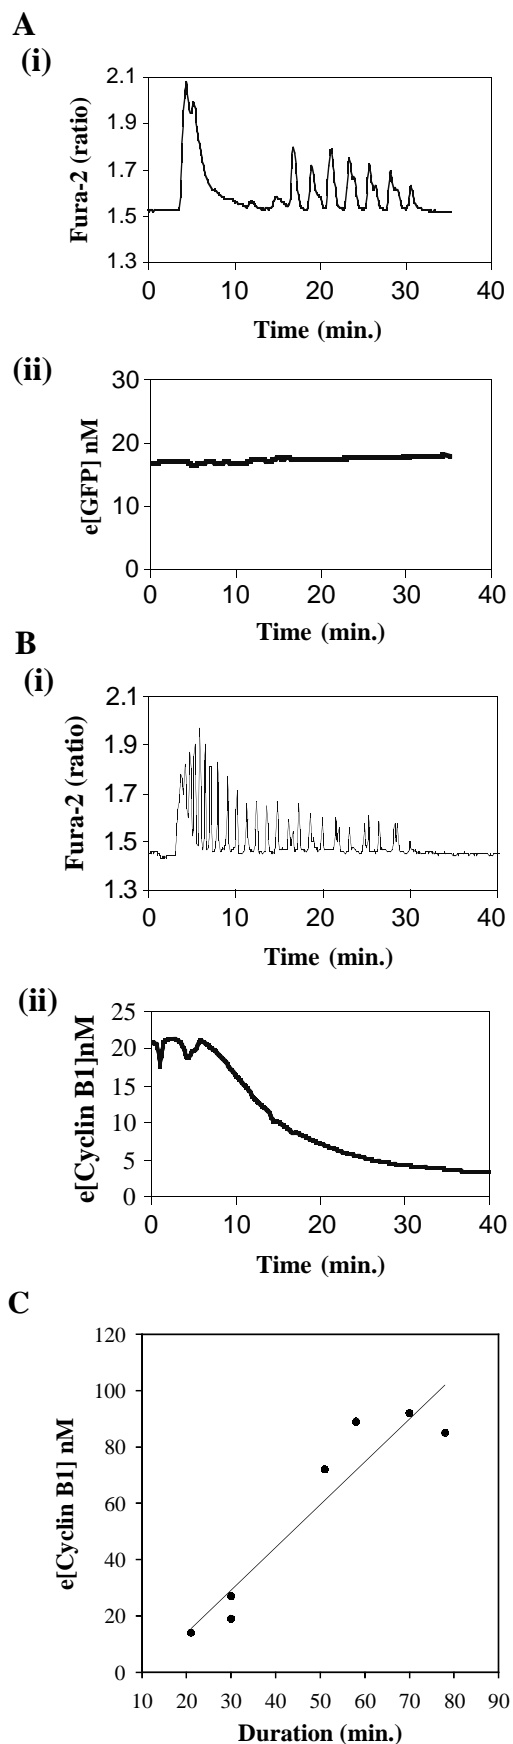 A
(i)
Fura-2 (ratio)
2.1
1.9
1.7
1.5
1.3
0 10 20 30 40
Time (min.)
(ii)
e[GFP] nM
30
20
10
0
0 10 20 30 40
Time (min.)
B
(i)
Fura-2 (ratio)
2.1
1.9
1.7
1.5
1.3
0 10 20 30 40
Time (min.)
(ii)
e[Cyclin B1]nM
25
20
15
10
5
0
0 10 20 30 40
Time (min.)
C
e[Cyclin B1] nM
120
100
80
60
40
20
0
10 20 30 40 50 60 70 80 90
Duration (min.)